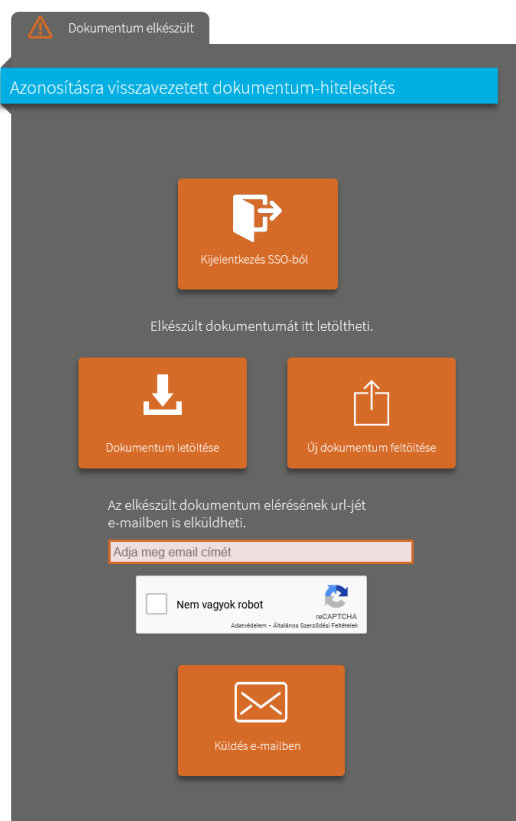 Dokumentum elkészült
Azonosításra visszavezetett dokumentum-hitelesítés
Kijelentkezés SSO-ból
Elkészült dokumentumát itt letöltheti.
Dokumentum letöltése
Új dokumentum feltöltése
Az elkészült dokumentum elérésének url-jét
e-mailben is elküldheti.
Adja meg email címét
Nem vagyok robot
reCAPTCHA
Adatvédelem - Általános Szerződési Feltételek
Küldés e-mailben